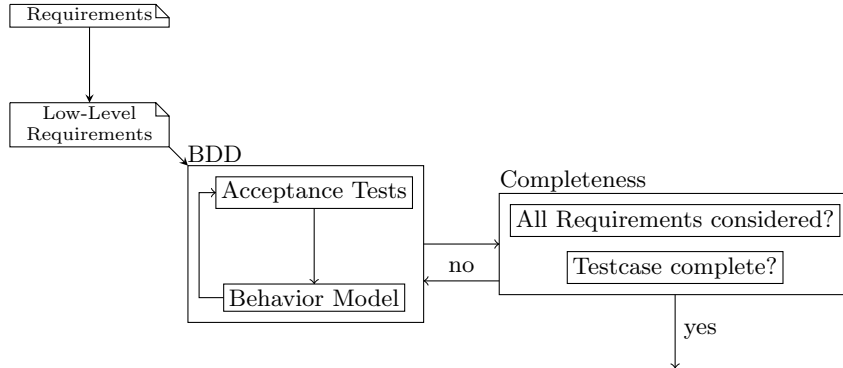 Requirements
Low-Level
Requirements
BDD
Acceptance Tests
Behavior Model
Completeness
All Requirements considered?
Testcase complete?
no
yes